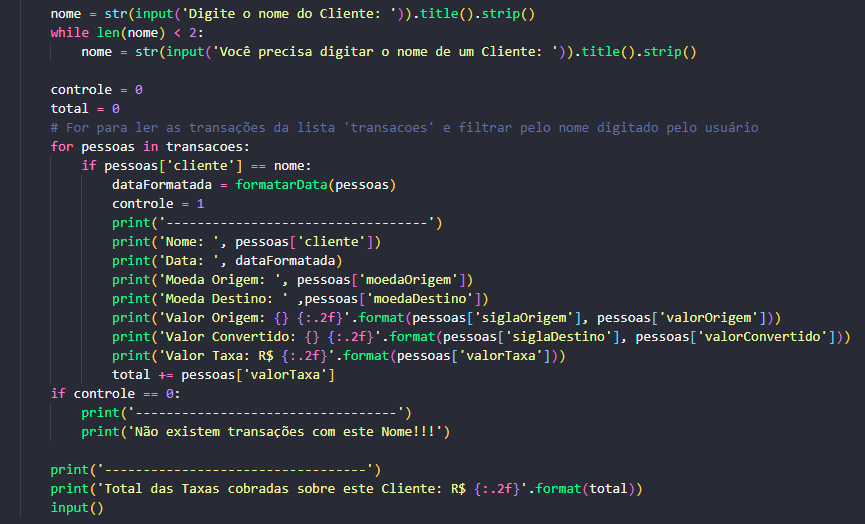 nome = str(input('Digite o nome do Cliente: ')).title().strip()
while len(nome) < 2:
nome = str(input('Você precisa digitar o nome de um Cliente: ')).title().strip()
controle = 0
total = 0
# For para ler as transações da lista 'transacoes' e filtrar pelo nome digitado pelo usuário
for pessoas in transacoes:
if pessoas['cliente'] == nome:
dataFormatada = formatarData(pessoas)
controle = 1
print('----------------------------------')
print('Nome: ', pessoas['cliente'])
print('Data: ', dataFormatada)
print('Moeda Origem: ', pessoas['moedaOrigem'])
print('Moeda Destino: ' ,pessoas['moedaDestino'])
print('Valor Origem: {} {:.2f}'.format(pessoas['siglaOrigem'], pessoas['valorOrigem']))
print('Valor Convertido: {} {:.2f}'.format(pessoas['siglaDestino'], pessoas['valorConvertido']))
print('Valor Taxa: R$ {:.2f}'.format(pessoas['valorTaxa']))
total += pessoas['valorTaxa']
if controle == 0:
print('----------------------------------')
print('Não existem transações com este Nome!!!')
print('----------------------------------')
print('Total das Taxas cobradas sobre este Cliente: R$ {:.2f}'.format(total))
input()